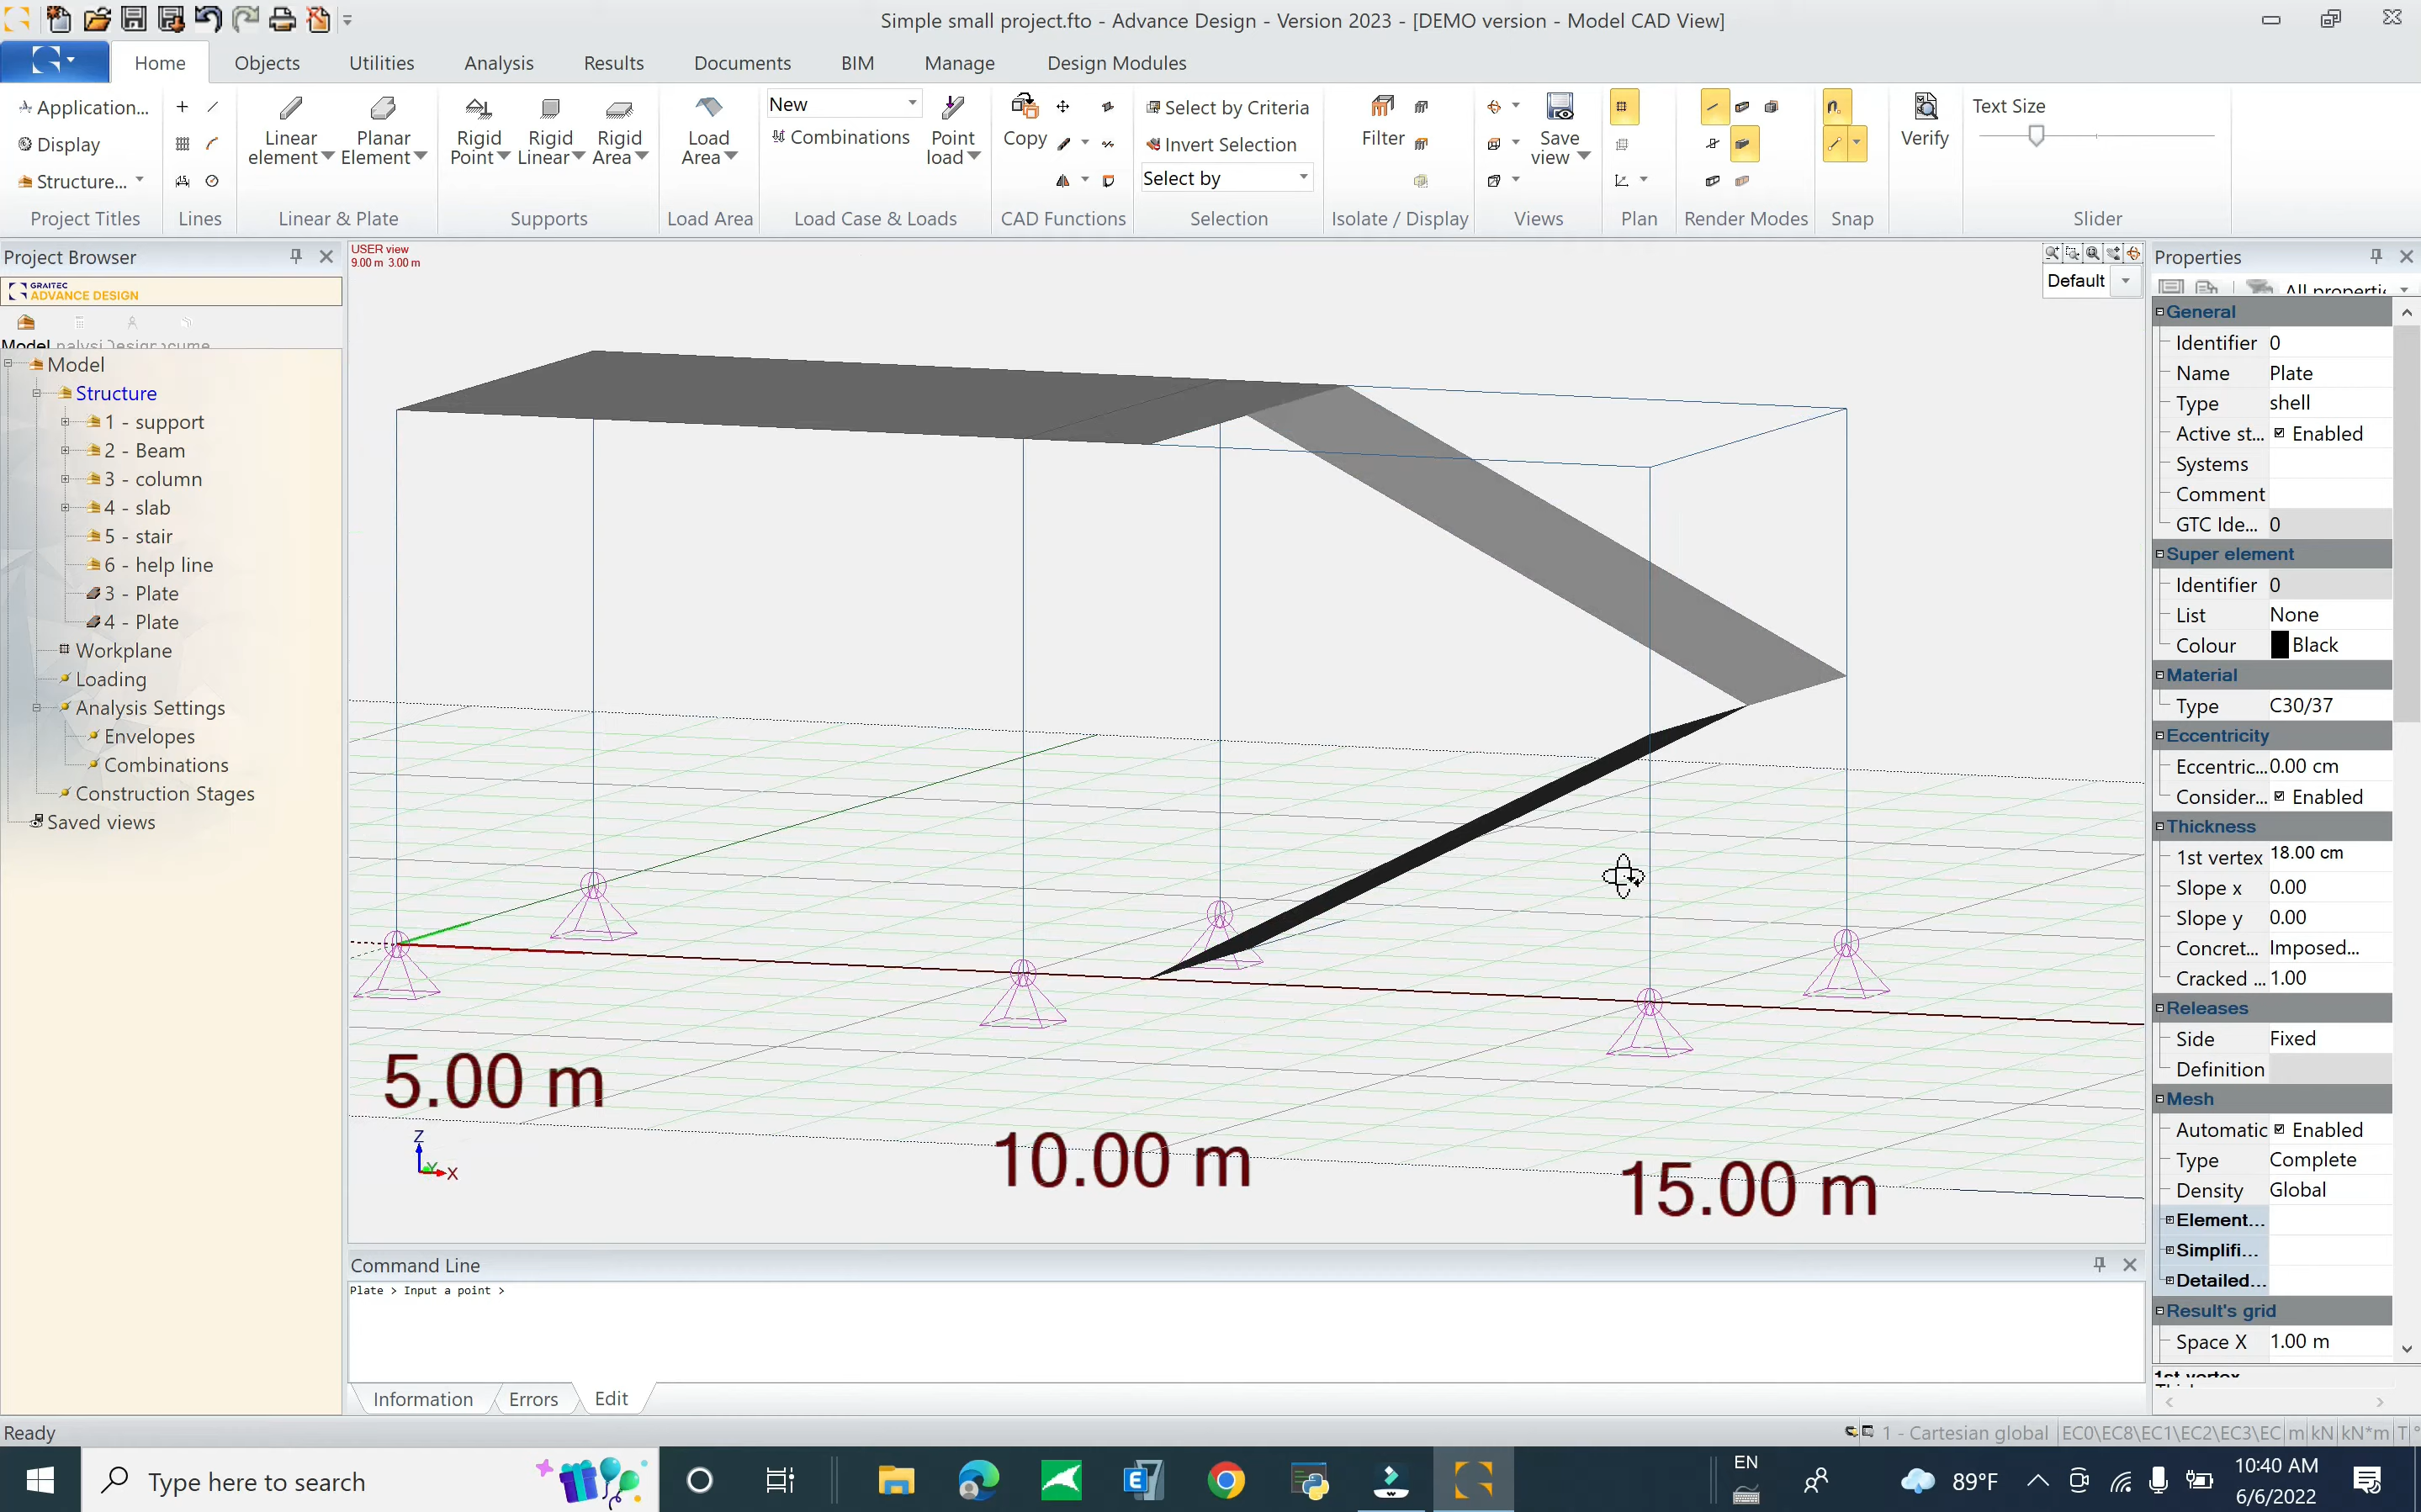 Simple small project.fto - Advance Design - Version 2023 - [DEMO version - Model CAD View]
Home Objects Utilities Analysis Results Documents BIM Manage Design Modules
Application...
Display
Structure...
Project Titles
Lines
Linear element
Planar Element
Linear & Plate
Rigid Point
Rigid Linear
Rigid Area
Supports
Load Area
Load Area
New
Combinations
Point load
Load Case & Loads
Copy
CAD Functions
Select by Criteria
Invert Selection
Select by
Selection
Filter
Isolate / Display
Save view
Views
Plan
Render Modes
Snap
Verify
Text Size
Slider
Project Browser
GRAITEC
ADVANCE DESIGN
Model
Model
Structure
1 - support
2 - Beam
3 - column
4 - slab
5 - stair
6 - help line
3 - Plate
4 - Plate
Workplane
Loading
Analysis Settings
Envelopes
Combinations
Construction Stages
Saved views
USER view
9.00 m 3.00 m
Default
5.00 m
10.00 m
15.00 m
Z
Y
X
Command Line
Plate > Input a point >
Information Errors Edit
Properties
General
Identifier 0
Name Plate
Type shell
Active st... Enabled
Systems
Comment
GTC Ide... 0
Super element
Identifier 0
List None
Colour Black
Material
Type C30/37
Eccentricity
Eccentric... 0.00 cm
Consider... Enabled
Thickness
1st vertex 18.00 cm
Slope x 0.00
Slope y 0.00
Concret... Imposed...
Cracked ... 1.00
Releases
Side Fixed
Definition
Mesh
Automatic Enabled
Type Complete
Density Global
Element...
Simplifi...
Detailed...
Result's grid
Space X 1.00 m
Ready
1 - Cartesian global EC0\EC8\EC1\EC2\EC3\EC m kN kN*m T °
Type here to search
EN
89°F
10:40 AM
6/6/2022